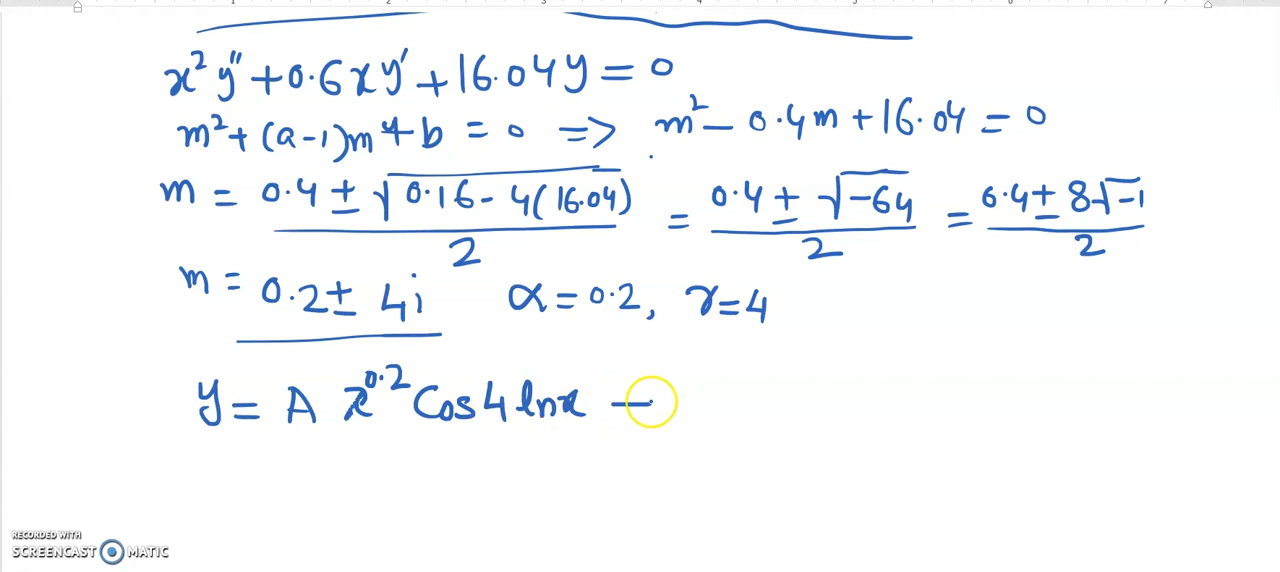 x² y'' + 0.6 x y' + 16.04 y = 0
m² + (a-1)m + b = 0 => m² - 0.4m + 16.04 = 0
m = (0.4 ± √(0.16 - 4(16.04))) / 2 = (0.4 ± √-64) / 2 = (0.4 ± 8√-1) / 2
m = 0.2 ± 4i α = 0.2, r = 4
y = A x^0.2 Cos 4 ln x —
RECORDED WITH
SCREENCAST MATIC